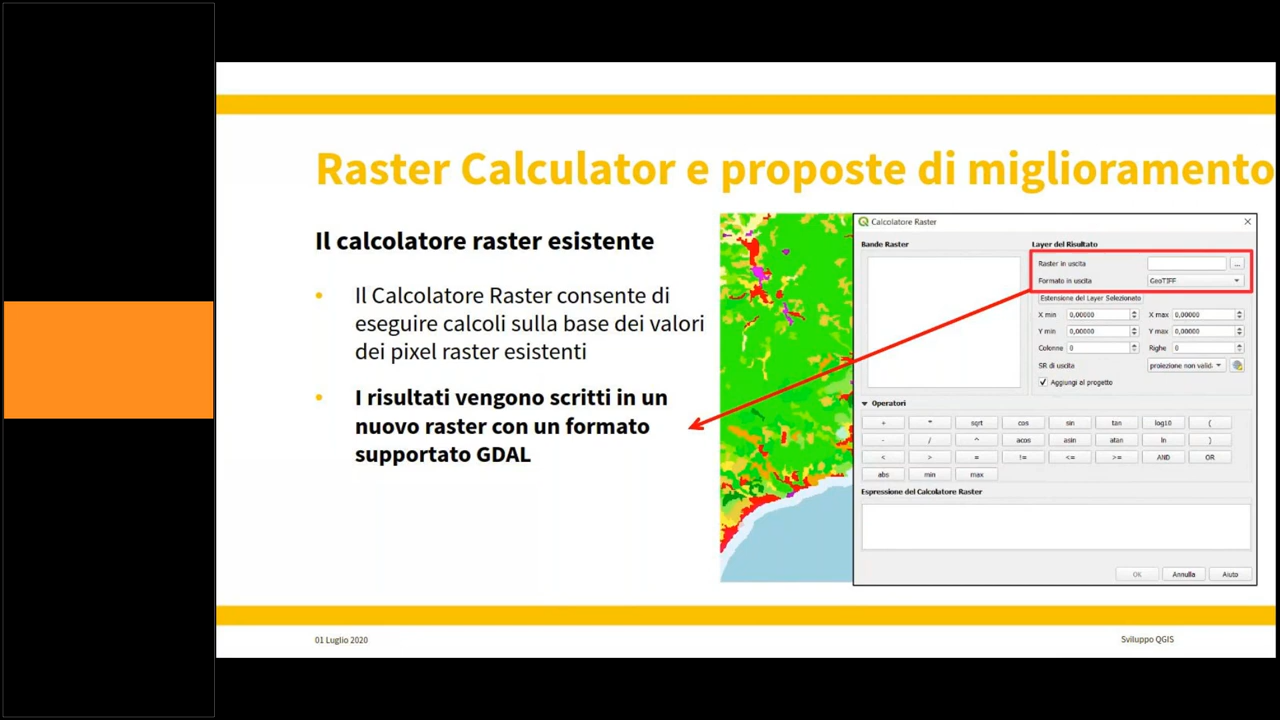 Raster Calculator e proposte di miglioramento
Il calcolatore raster esistente
• Il Calcolatore Raster consente di
eseguire calcoli sulla base dei valori
dei pixel raster esistenti
• I risultati vengono scritti in un
nuovo raster con un formato
supportato GDAL
Calcolatore Raster
Bande Raster
Layer del Risultato
Raster in uscita ...
Formato in uscita GeoTIFF
Estensione del Layer Selezionato
X min 0,00000 X max 0,00000
Y min 0,00000 Y max 0,00000
Colonne 0 Righe 0
SR di uscita proiezione non valid
Aggiungi al progetto
Operatori
+ * sqrt cos sin tan log10 (
- / ^ acos asin atan ln )
< > = != <= >= AND OR
abs min max
Espressione del Calcolatore Raster
OK Annulla Aiuto
01 Luglio 2020
Sviluppo QGIS